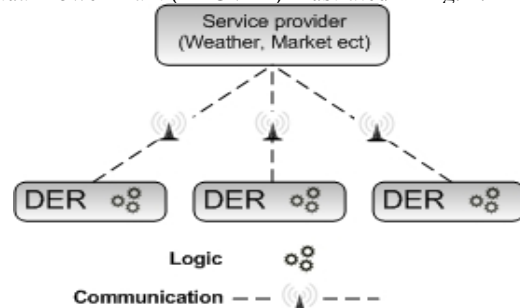 Service provider
(Weather, Market ect)
DER DER DER
Logic
Communication